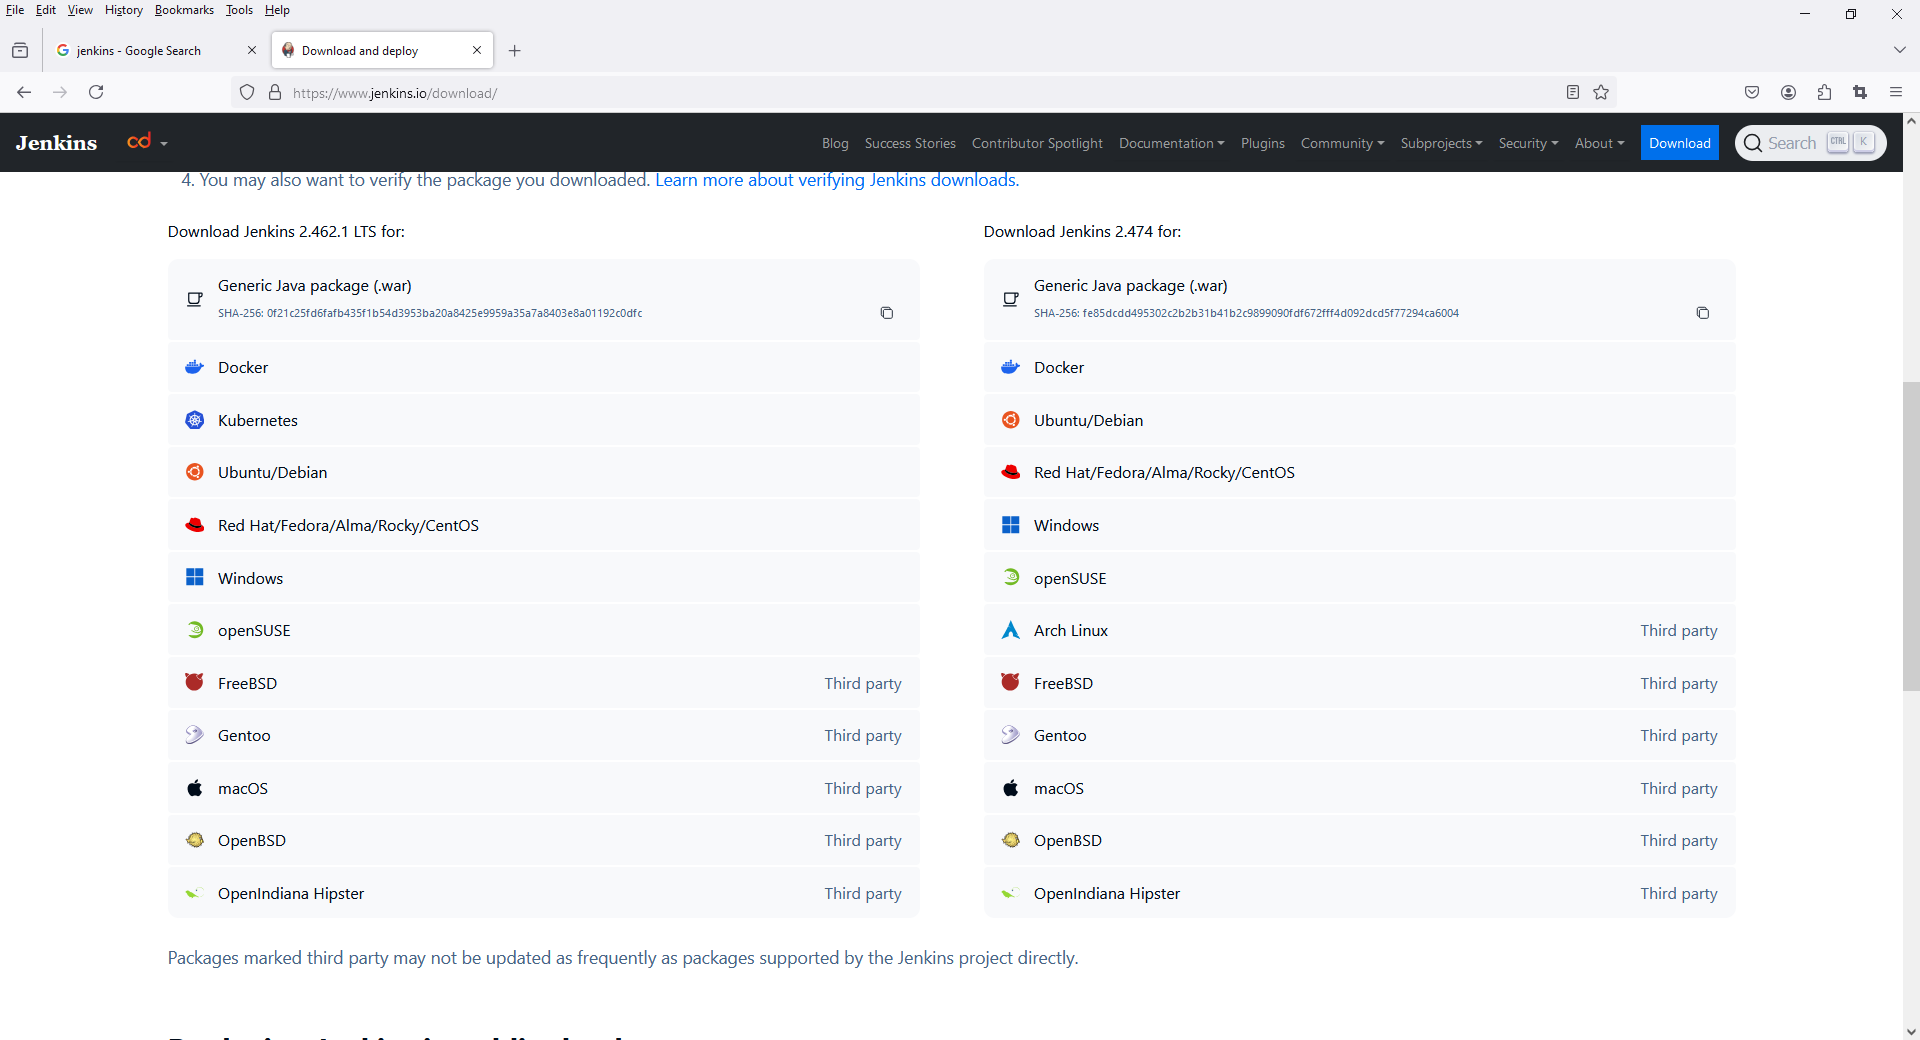 File Edit View History Bookmarks Tools Help
jenkins - Google Search
Download and deploy
https://www.jenkins.io/download/
Jenkins
cd
Blog Success Stories Contributor Spotlight Documentation Plugins Community Subprojects Security About Download Search CTRL K
4. You may also want to verify the package you downloaded. Learn more about verifying Jenkins downloads.
Download Jenkins 2.462.1 LTS for:
Generic Java package (.war)
SHA-256: 0f21c25fd6fafb435f1b54d3953ba20a8425e9959a35a7a8403e8a01192c0dfc
Docker
Kubernetes
Ubuntu/Debian
Red Hat/Fedora/Alma/Rocky/CentOS
Windows
openSUSE
FreeBSD Third party
Gentoo Third party
macOS Third party
OpenBSD Third party
OpenIndiana Hipster Third party
Download Jenkins 2.474 for:
Generic Java package (.war)
SHA-256: fe85dcdd495302c2b2b31b41b2c9899090fdf672fff4d092dcd5f77294ca6004
Docker
Ubuntu/Debian
Red Hat/Fedora/Alma/Rocky/CentOS
Windows
openSUSE
Arch Linux Third party
FreeBSD Third party
Gentoo Third party
macOS Third party
OpenBSD Third party
OpenIndiana Hipster Third party
Packages marked third party may not be updated as frequently as packages supported by the Jenkins project directly.